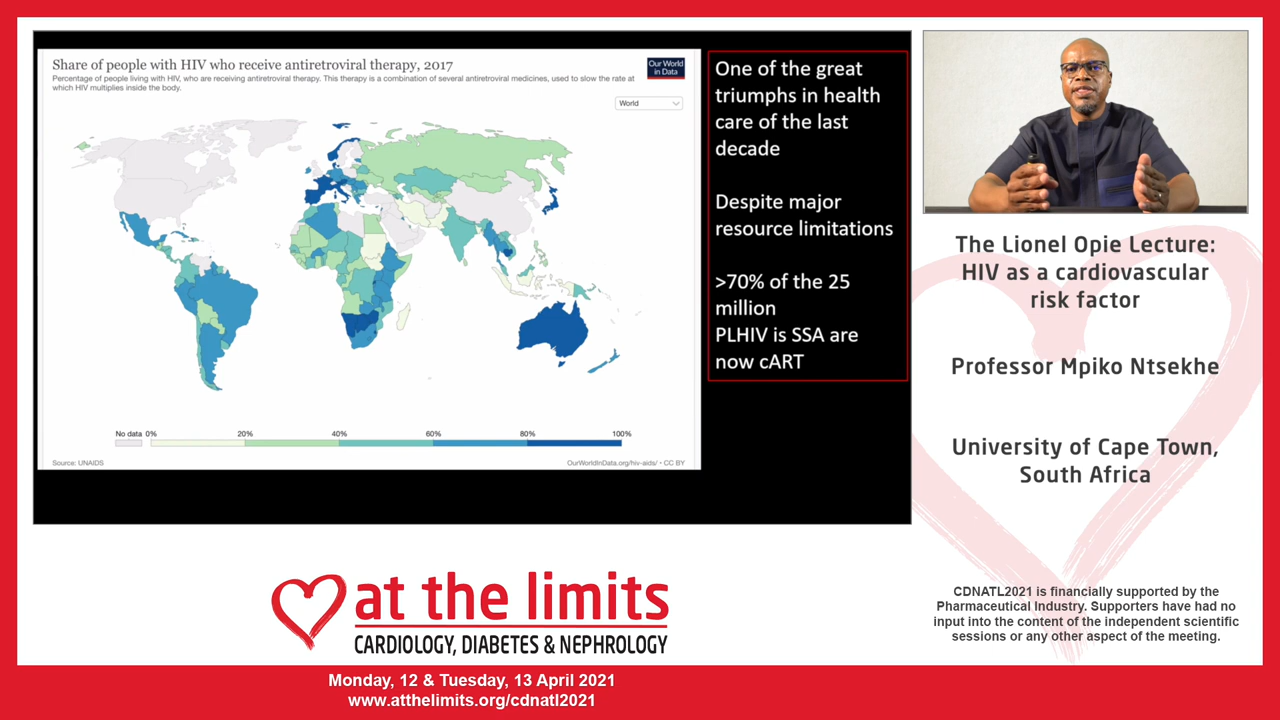 Share of people with HIV who receive antiretroviral therapy, 2017
Percentage of people living with HIV, who are receiving antiretroviral therapy. This therapy is a combination of several antiretroviral medicines, used to slow the rate at
which HIV multiplies inside the body.
Our World
in Data
World
No data 0% 20% 40% 60% 80% 100%
Source: UNAIDS
OurWorldInData.org/hiv-aids/ • CC BY
One of the great
triumphs in health
care of the last
decade
Despite major
resource limitations
>70% of the 25
million
PLHIV is SSA are
now cART
The Lionel Opie Lecture:
HIV as a cardiovascular
risk factor
Professor Mpiko Ntsekhe
University of Cape Town,
South Africa
CDNATL2021 is financially supported by the
Pharmaceutical Industry. Supporters have had no
input into the content of the independent scientific
sessions or any other aspect of the meeting.
at the limits
CARDIOLOGY, DIABETES & NEPHROLOGY
Monday, 12 & Tuesday, 13 April 2021
www.atthelimits.org/cdnatl2021